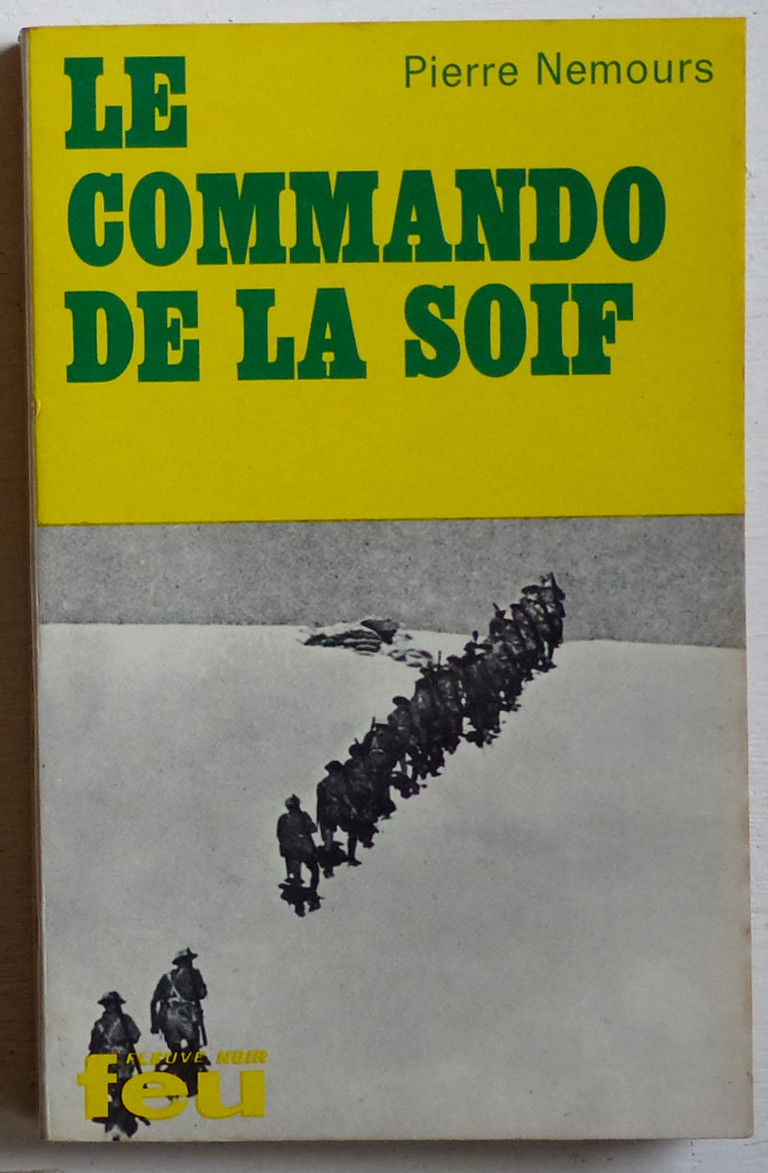 Pierre Nemours
LE
COMMANDO
DE LA SOIF
FLEUVE NOIR
feu